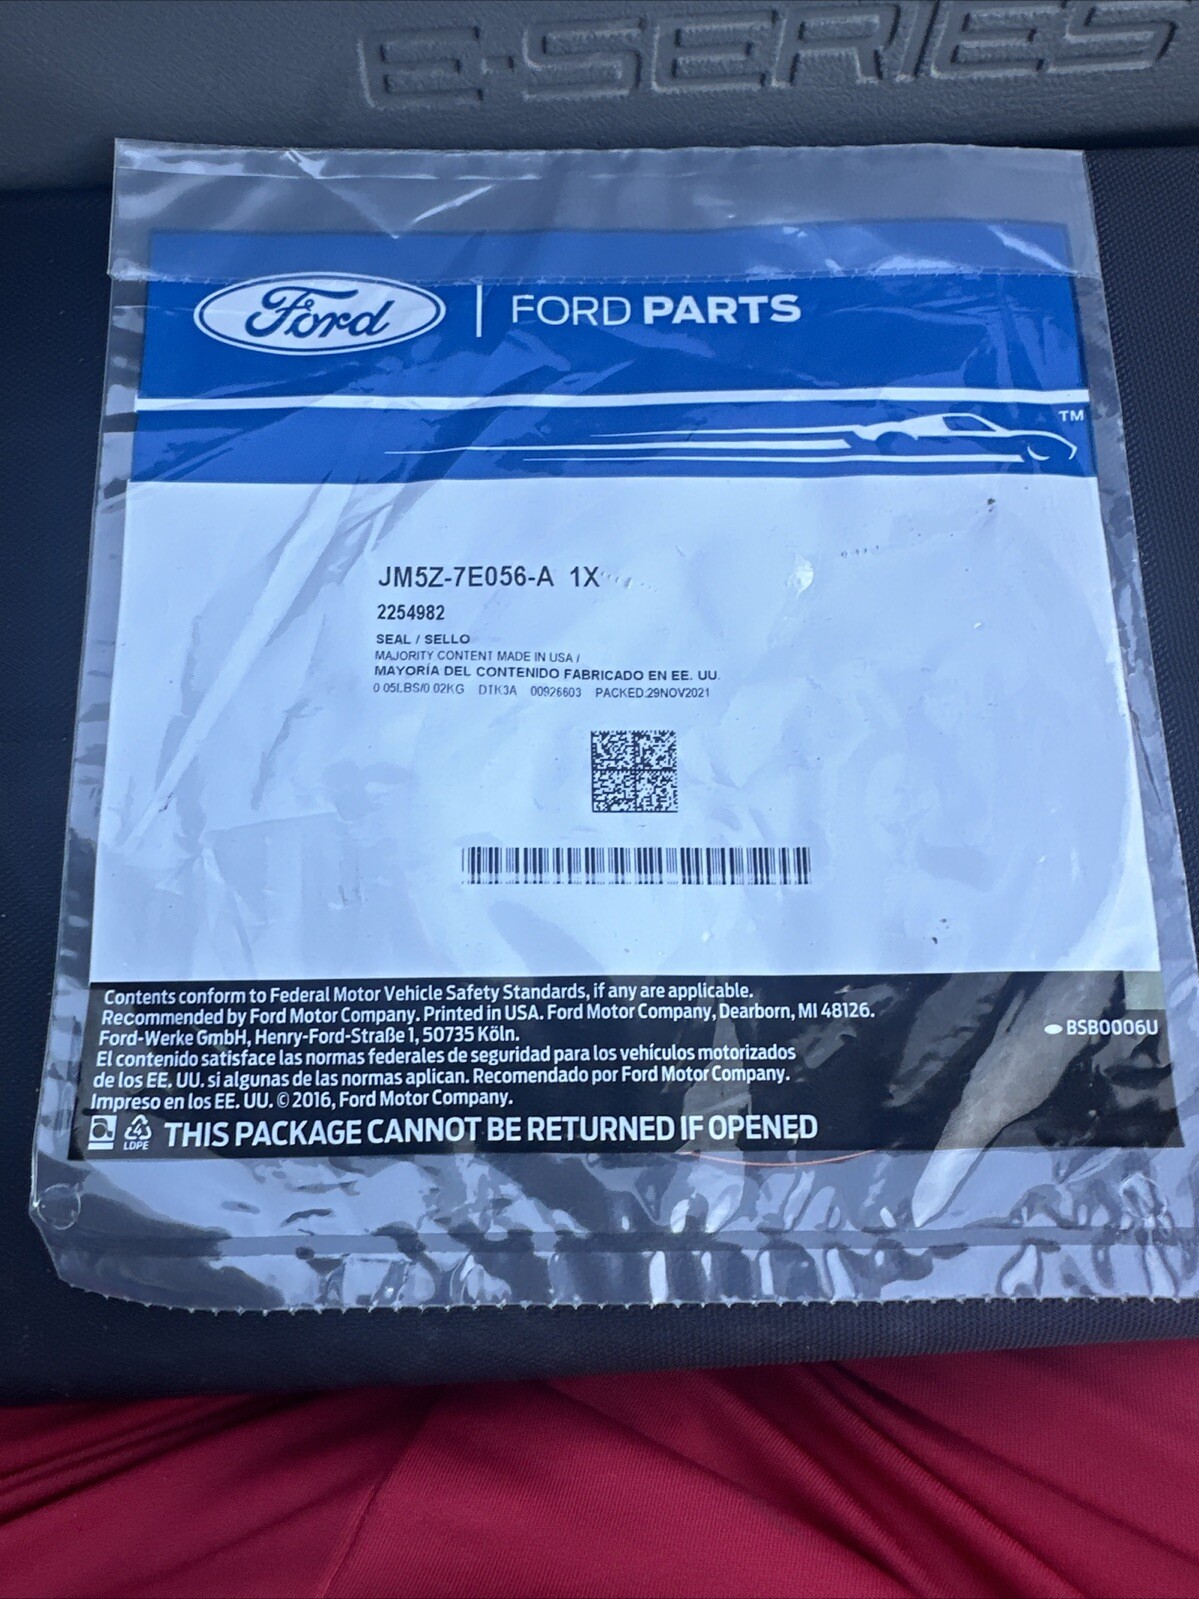 E-SERIES
Ford | FORD PARTS
TM
JM5Z-7E056-A 1X
2254982
SEAL / SELLO
MAJORITY CONTENT MADE IN USA /
MAYORÍA DEL CONTENIDO FABRICADO EN EE. UU.
0.05LBS/0.02KG DTK3A 00926603 PACKED:29NOV2021
Contents conform to Federal Motor Vehicle Safety Standards, if any are applicable.
Recommended by Ford Motor Company. Printed in USA. Ford Motor Company, Dearborn, MI 48126.
Ford-Werke GmbH, Henry-Ford-Straße 1, 50735 Köln.
BSB0006U
El contenido satisface las normas federales de seguridad para los vehículos motorizados
de los EE. UU. si algunas de las normas aplican. Recomendado por Ford Motor Company.
Impreso en los EE. UU. © 2016, Ford Motor Company.
4
LDPE
THIS PACKAGE CANNOT BE RETURNED IF OPENED